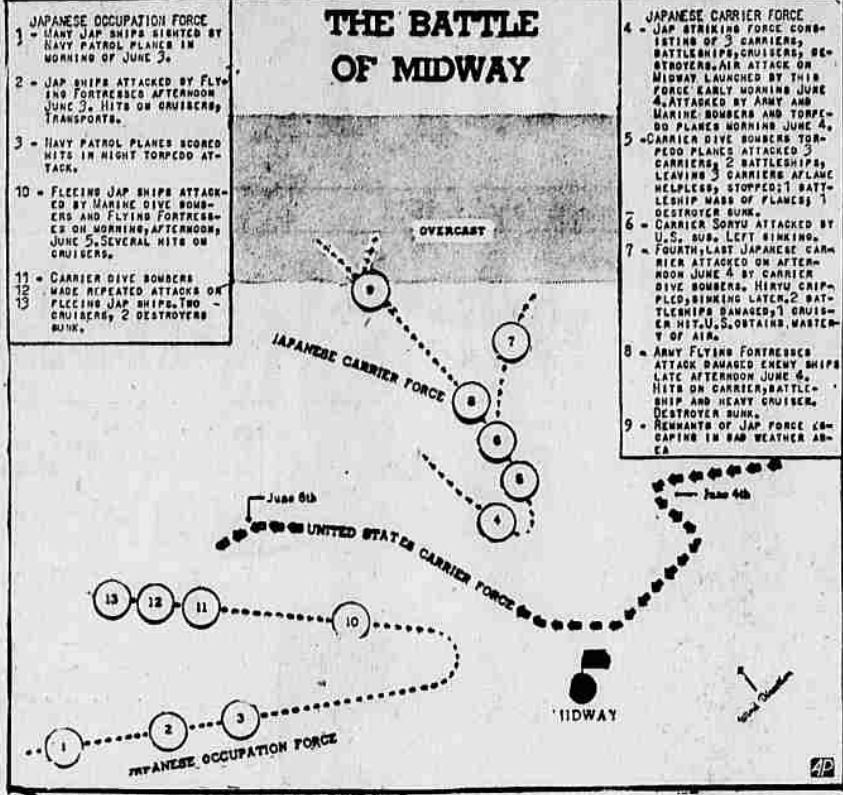 JAPANESE OCCUPATION FORCE
1 - MANY JAP SHIPS SIGHTED BY
NAVY PATROL PLANES IN
MORNING OF JUNE 3.
2 - JAP SHIPS ATTACKED BY FLY-
ING FORTRESSES AFTERNOON
JUNE 3. HITS ON CRUISERS,
TRANSPORTS.
3 - NAVY PATROL PLANES SCORED
HITS IN NIGHT TORPEDO AT-
TACK.
10 - FLEEING JAP SHIPS ATTACK-
ED BY MARINE DIVE BOMB-
ERS AND FLYING FORTRESS-
ES ON MORNING, AFTERNOON,
JUNE 5. SEVERAL HITS ON
CRUISERS.
11 - CARRIER DIVE BOMBERS
12 MADE REPEATED ATTACKS ON
13 FLEEING JAP SHIPS. TWO -
CRUISERS, 2 DESTROYERS
SUNK.
THE BATTLE
OF MIDWAY
JAPANESE CARRIER FORCE
4 - JAP STRIKING FORCE CONS-
ISTING OF 3 CARRIERS,
BATTLESHIPS, CRUISERS, DE-
STROYERS. AIR ATTACK ON
MIDWAY LAUNCHED BY THIS
FORCE EARLY MORNING JUNE
4. ATTACKED BY ARMY AND
MARINE BOMBERS AND TORPE-
DO PLANES MORNING JUNE 4.
5 - CARRIER DIVE BOMBERS TOR-
PEDO PLANES ATTACKED 3
CARRIERS, 2 BATTLESHIPS,
LEAVING 3 CARRIERS AFLAME
HELPLESS, STOPPED; 1 BATT-
LESHIP MASS OF FLAMES; 1
DESTROYER SUNK.
6 - CARRIER SORYU ATTACKED BY
U.S. SUB. LEFT SINKING.
7 - FOURTH, LAST JAPANESE CAR-
RIER ATTACKED ON AFTER-
NOON JUNE 4 BY CARRIER
DIVE BOMBERS. HIRYU CRIP-
PLED, SINKING LATER. 2 BAT-
TLESHIPS DAMAGED, 1 CRUIS-
ER HIT. U.S. OBTAINS MASTER-
Y OF AIR.
8 - ARMY FLYING FORTRESSES
ATTACK DAMAGED ENEMY SHIPS
LATE AFTERNOON JUNE 4.
HITS ON CARRIER, BATTLE-
SHIP AND HEAVY CRUISER.
DESTROYER SUNK.
9 - REMNANTS OF JAP FORCE ES-
CAPING IN BAD WEATHER AR-
EA
OVERCAST
9
7
JAPANESE CARRIER FORCE
8
6
5
4
June 6th
June 4th
UNITED STATES CARRIER FORCE
13
12
11
10
3
2
1
JAPANESE OCCUPATION FORCE
MIDWAY
Wind Direction
AP